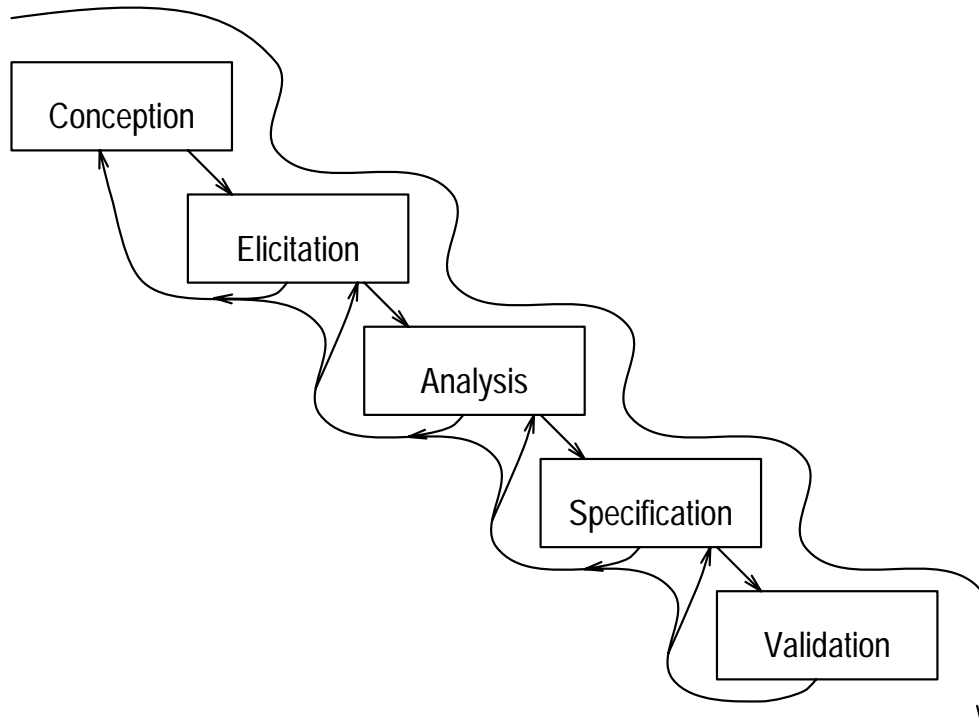 Conception
Elicitation
Analysis
Specification
Validation